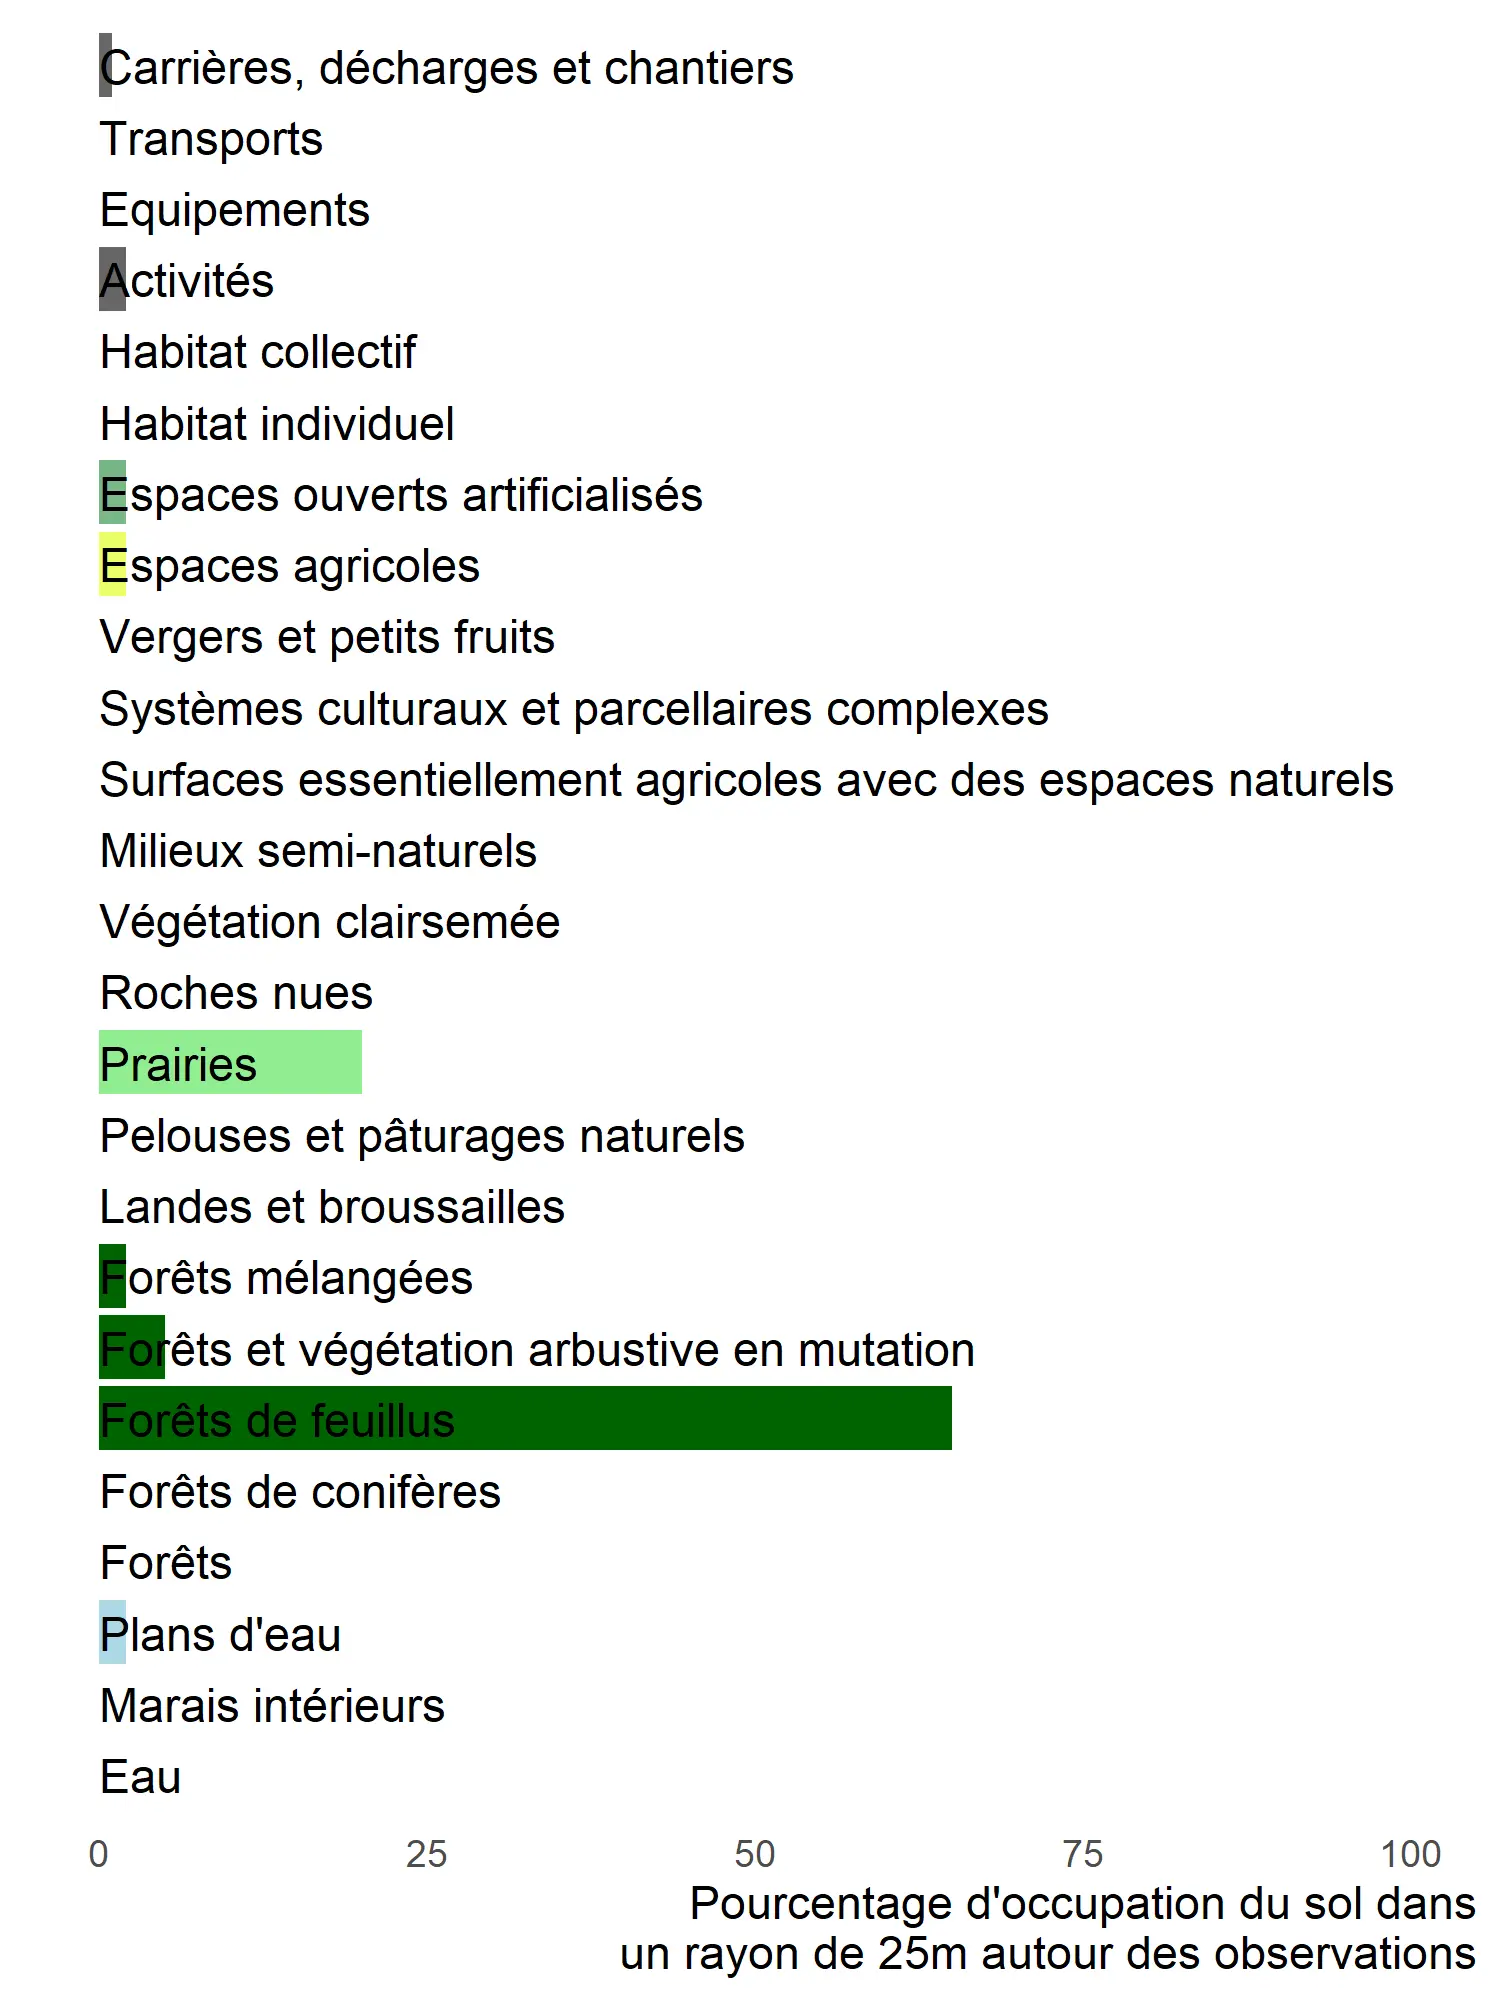 Carrières, décharges et chantiers
Transports
Equipements
Activités
Habitat collectif
Habitat individuel
Espaces ouverts artificialisés
Espaces agricoles
Vergers et petits fruits
Systèmes culturaux et parcellaires complexes
Surfaces essentiellement agricoles avec des espaces naturels
Milieux semi-naturels
Végétation clairsemée
Roches nues
Prairies
Pelouses et pâturages naturels
Landes et broussailles
Forêts mélangées
Forêts et végétation arbustive en mutation
Forêts de feuillus
Forêts de conifères
Forêts
Plans d'eau
Marais intérieurs
Eau
0 25 50 75 100
Pourcentage d'occupation du sol dans
un rayon de 25m autour des observations